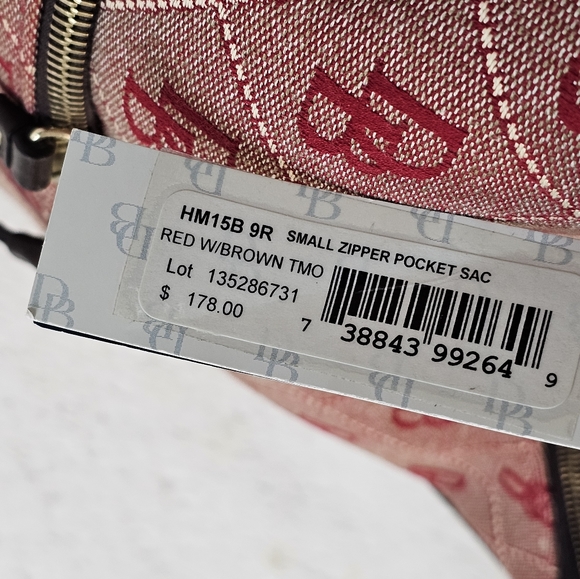 HM15B 9R SMALL ZIPPER POCKET SAC
RED W/BROWN TMO
Lot 135286731
$ 178.00
7 38843 99264 9